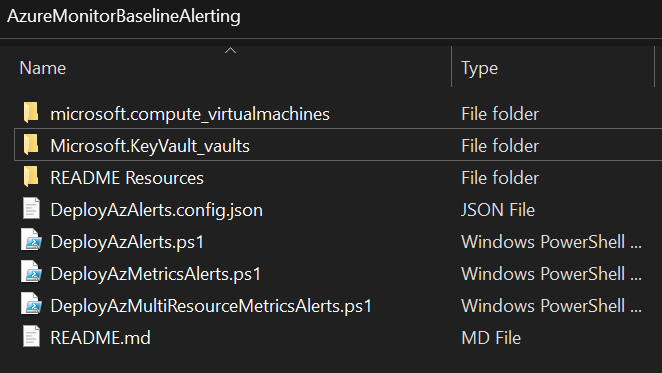 AzureMonitorBaselineAlerting
Name Type
microsoft.compute_virtualmachines File folder
Microsoft.KeyVault_vaults File folder
README Resources File folder
DeployAzAlerts.config.json JSON File
DeployAzAlerts.ps1 Windows PowerShell ...
DeployAzMetricsAlerts.ps1 Windows PowerShell ...
DeployAzMultiResourceMetricsAlerts.ps1 Windows PowerShell ...
README.md MD File